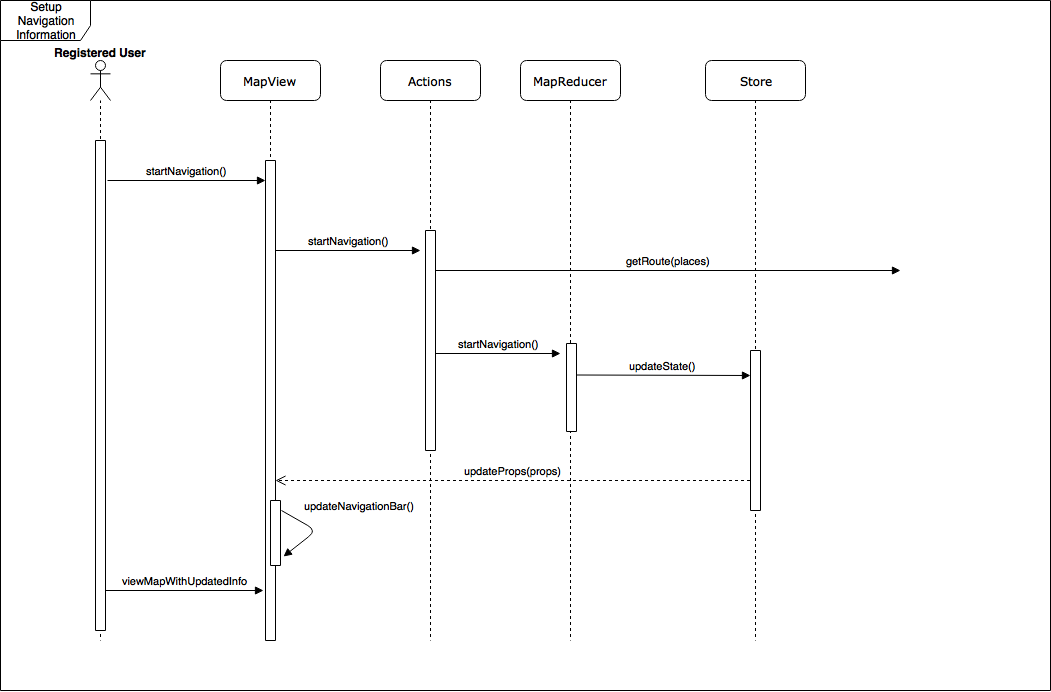 Setup
Navigation
Information
Registered User
MapView
Actions
MapReducer
Store
startNavigation()
startNavigation()
getRoute(places)
startNavigation()
updateState()
updateProps(props)
updateNavigationBar()
viewMapWithUpdatedInfo